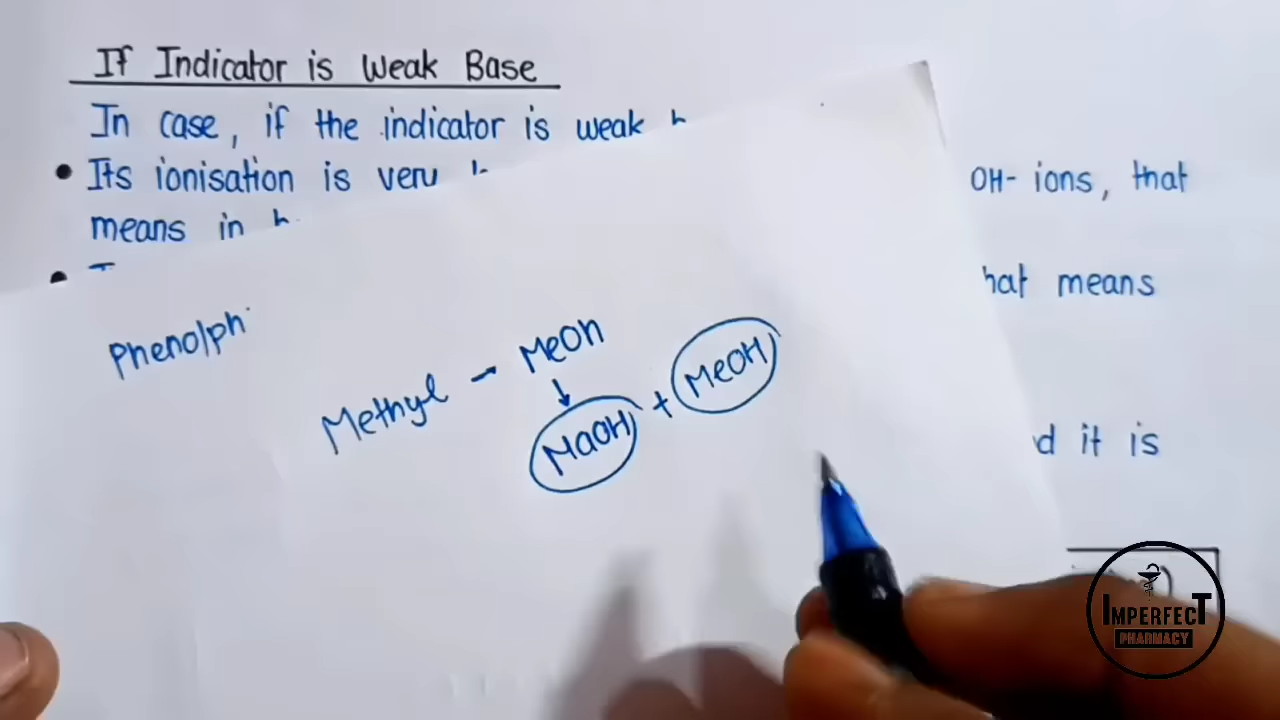 If Indicator is Weak Base
In case, if the indicator is weak
Its ionisation is very OH- ions, that
means in
hat means
Phenolph
Methyl - MeOH
↓
MaOH + MeOH
d it is
IMPERFECT
PHARMACY